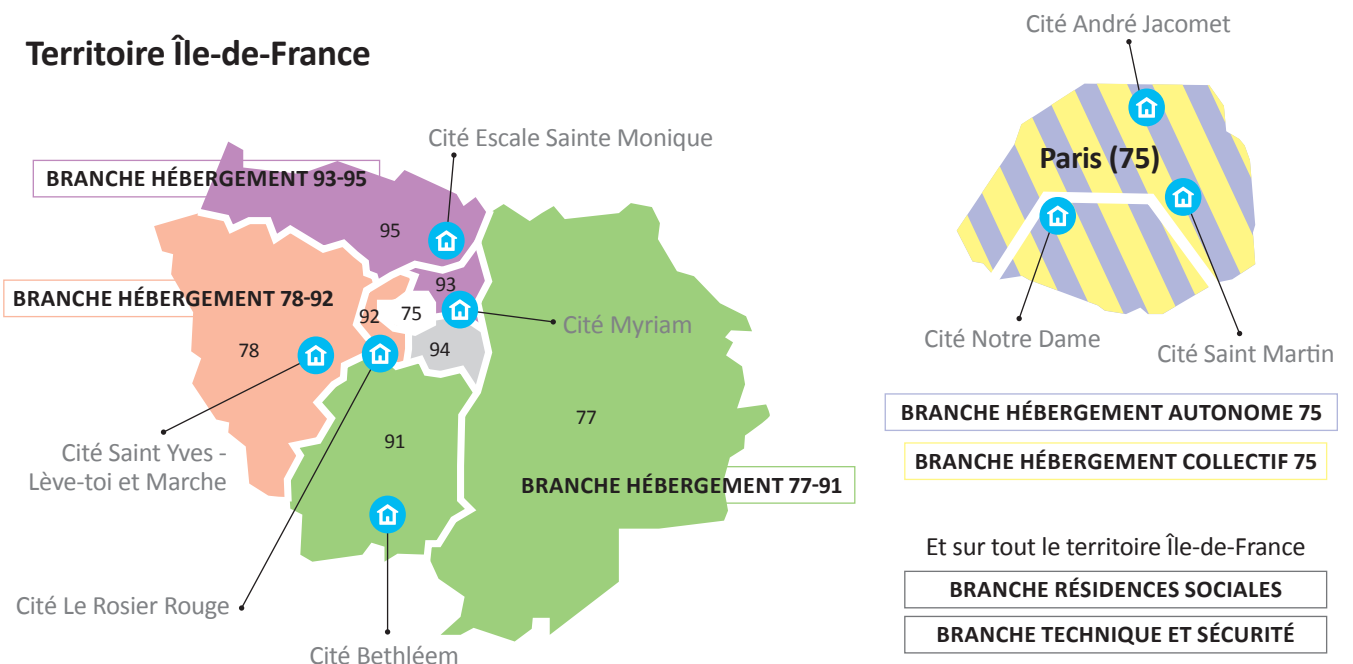 Territoire Île-de-France
Cité Escale Sainte Monique
BRANCHE HÉBERGEMENT 93-95
95
93
BRANCHE HÉBERGEMENT 78-92
92
75
Cité Myriam
78
94
77
Cité Saint Yves -
Lève-toi et Marche
91
BRANCHE HÉBERGEMENT 77-91
Cité Le Rosier Rouge
Cité Bethléem
Cité André Jacomet
Paris (75)
Cité Notre Dame
Cité Saint Martin
BRANCHE HÉBERGEMENT AUTONOME 75
BRANCHE HÉBERGEMENT COLLECTIF 75
Et sur tout le territoire Île-de-France
BRANCHE RÉSIDENCES SOCIALES
BRANCHE TECHNIQUE ET SÉCURITÉ